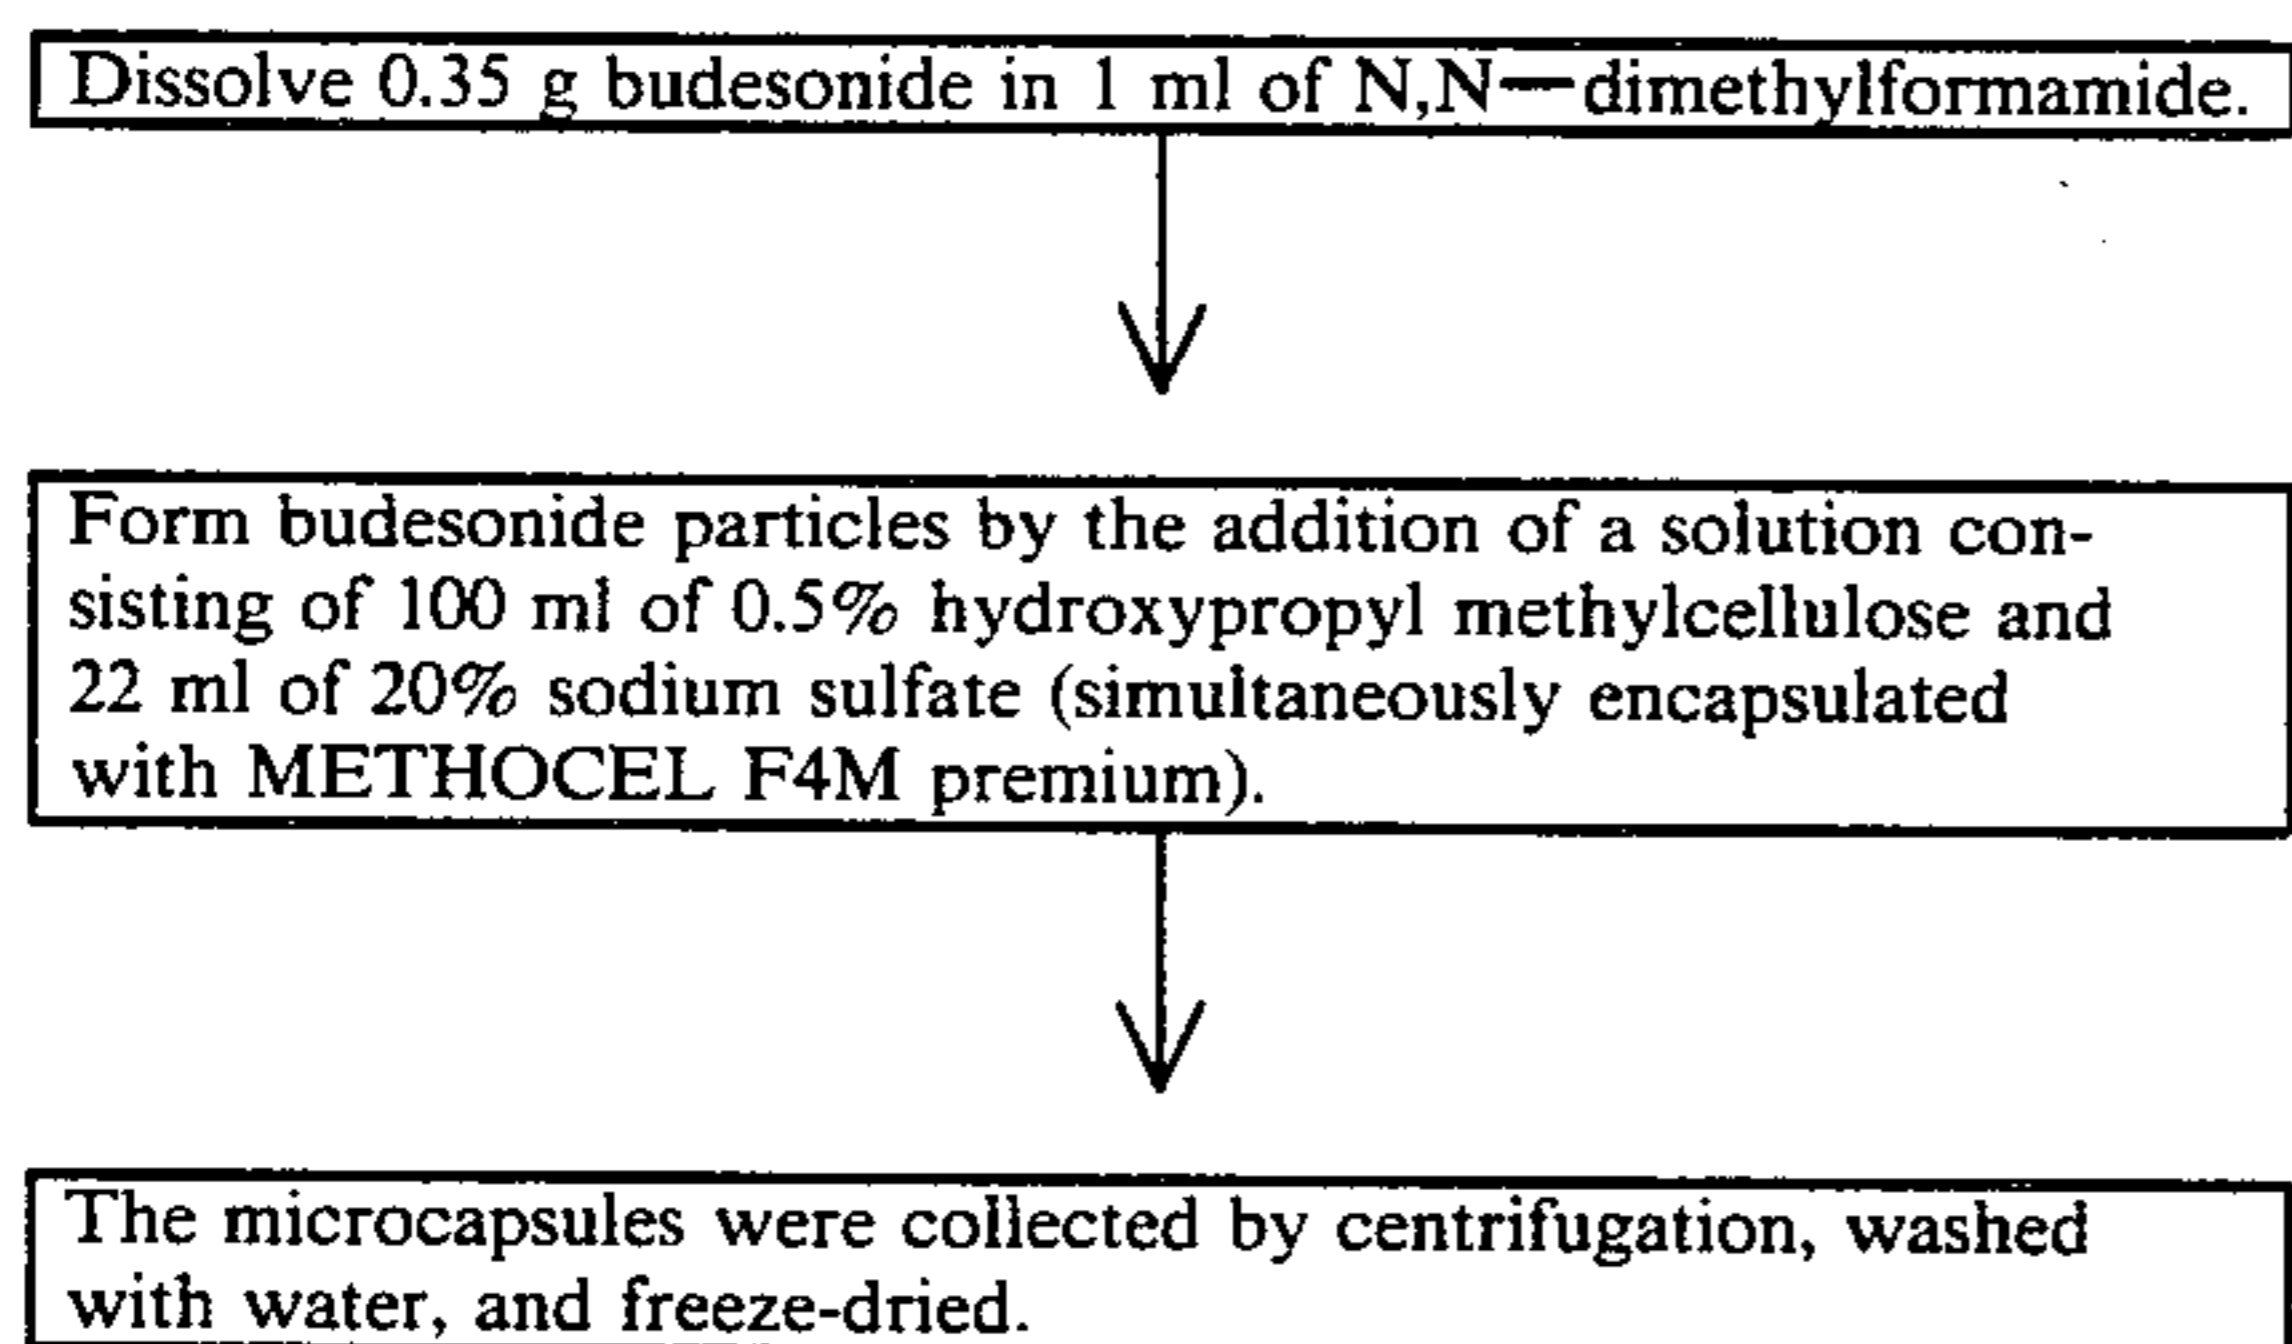 Dissolve 0.35 g budesonide in 1 ml of N,N—dimethylformamide.
Form budesonide particles by the addition of a solution con-
sisting of 100 ml of 0.5% hydroxypropyl methylcellulose and
22 ml of 20% sodium sulfate (simultaneously encapsulated
with METHOCEL F4M premium).
The microcapsules were collected by centrifugation, washed
with water, and freeze-dried.